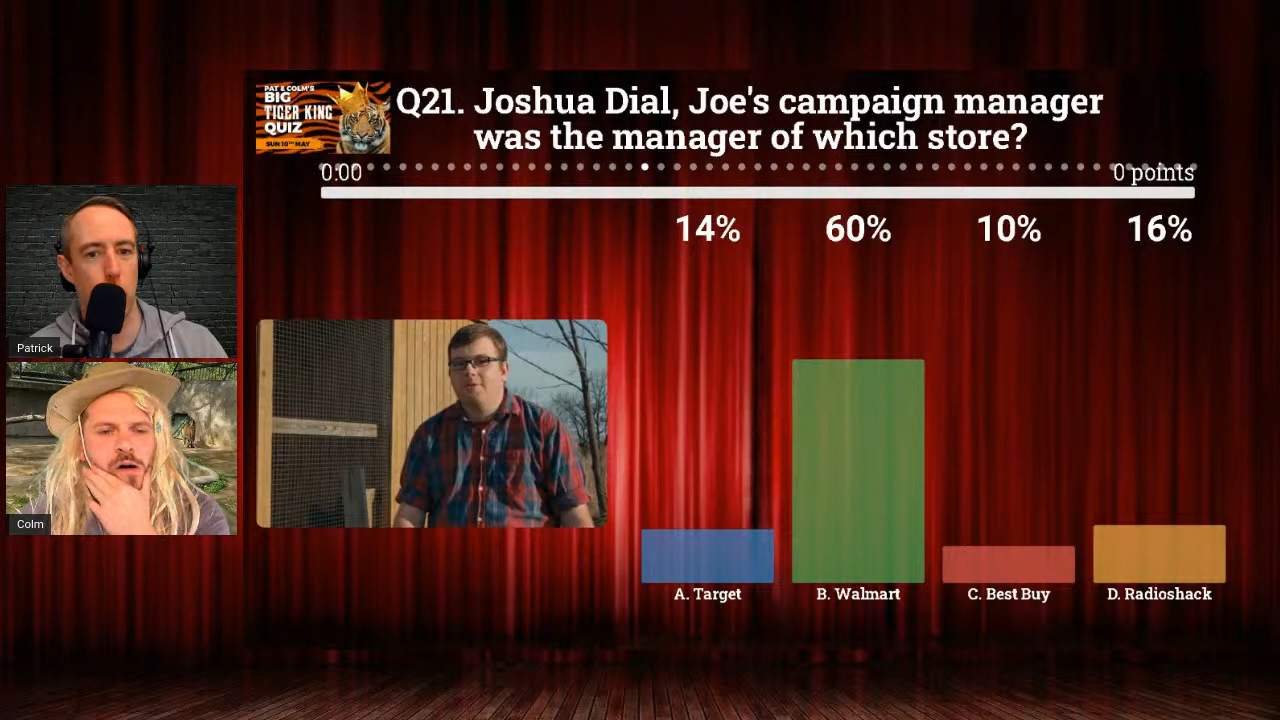 PAT & COLM'S
BIG
TIGER KING
QUIZ
SUN 10TH MAY
Q21. Joshua Dial, Joe's campaign manager
was the manager of which store?
0:00
0 points
14%
60%
10%
16%
Patrick
Colm
A. Target
B. Walmart
C. Best Buy
D. Radioshack